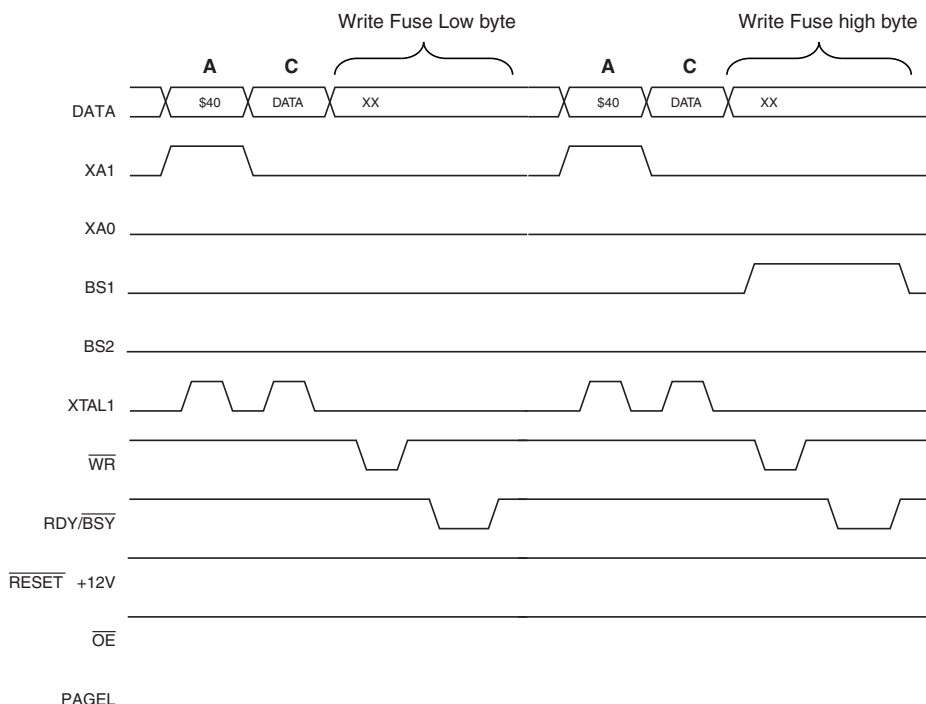 Write Fuse Low byte Write Fuse high byte
A C A C
DATA $40 DATA XX $40 DATA XX
XA1
XA0
BS1
BS2
XTAL1
WR
RDY/BSY
RESET +12V
OE
PAGEL